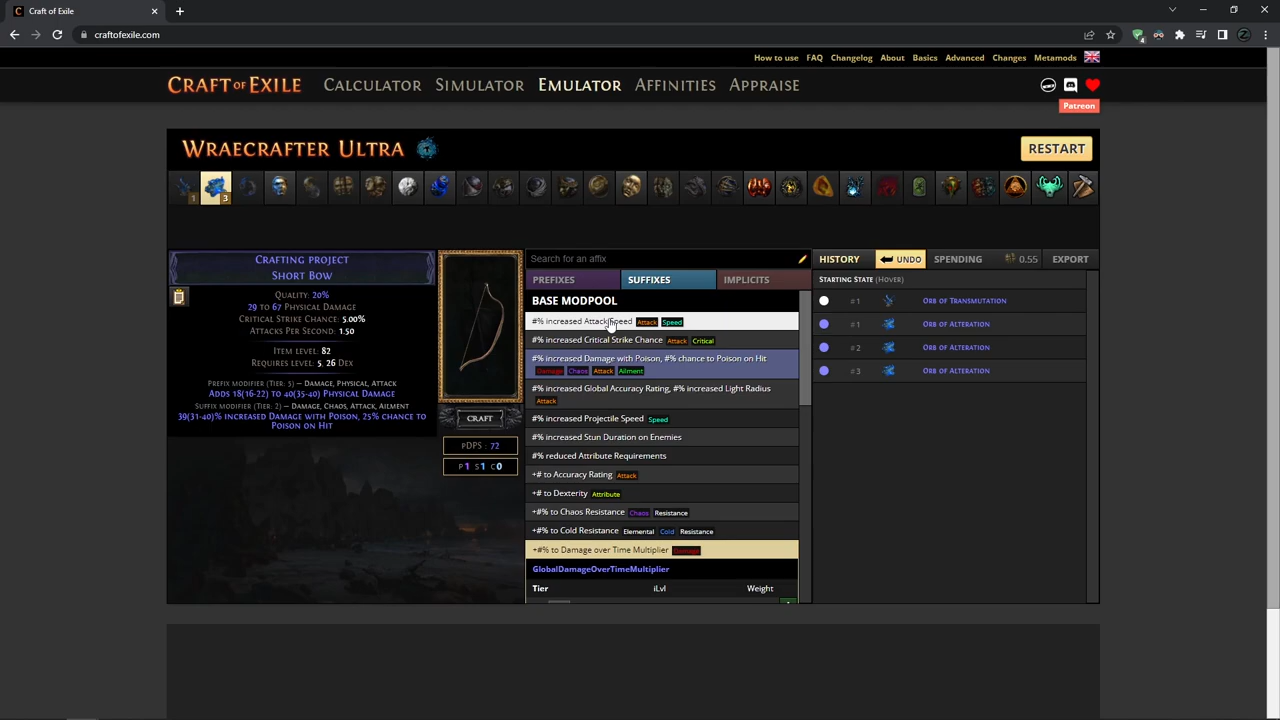 Craft of Exile
craftofexile.com
4
Z
How to use FAQ Changelog About Basics Advanced Changes Metamods
CRAFT OF EXILE CALCULATOR SIMULATOR EMULATOR AFFINITIES APPRAISE
Patreon
WRAECRAFTER ULTRA
RESTART
1 3
CRAFTING PROJECT
SHORT BOW
QUALITY: 20%
29 TO 67 PHYSICAL DAMAGE
CRITICAL STRIKE CHANCE: 5.00%
ATTACKS PER SECOND: 1.50
ITEM LEVEL: 82
REQUIRES LEVEL: 5, 26 DEX
PREFIX MODIFIER (TIER: 5) — DAMAGE, PHYSICAL, ATTACK
ADDS 18(16-22) TO 40(35-40) PHYSICAL DAMAGE
SUFFIX MODIFIER (TIER: 2) — DAMAGE, CHAOS, ATTACK, AILMENT
39(31-40)% INCREASED DAMAGE WITH POISON, 25% CHANCE TO
POISON ON HIT
CRAFT
PDPS : 72
P1 S1 C0
Search for an affix
PREFIXES SUFFIXES IMPLICITS
BASE MODPOOL
#% increased Attack Speed Attack Speed
#% increased Critical Strike Chance Attack Critical
#% increased Damage with Poison, #% chance to Poison on Hit
Damage Chaos Attack Ailment
#% increased Global Accuracy Rating, #% increased Light Radius
Attack
#% increased Projectile Speed Speed
#% increased Stun Duration on Enemies
#% reduced Attribute Requirements
+# to Accuracy Rating Attack
+# to Dexterity Attribute
+#% to Chaos Resistance Chaos Resistance
+#% to Cold Resistance Elemental Cold Resistance
+#% to Damage over Time Multiplier Damage
GlobalDamageOverTimeMultiplier
Tier iLvl Weight
HISTORY UNDO SPENDING 0.55 EXPORT
STARTING STATE (HOVER)
#1 ORB OF TRANSMUTATION
#1 ORB OF ALTERATION
#2 ORB OF ALTERATION
#3 ORB OF ALTERATION